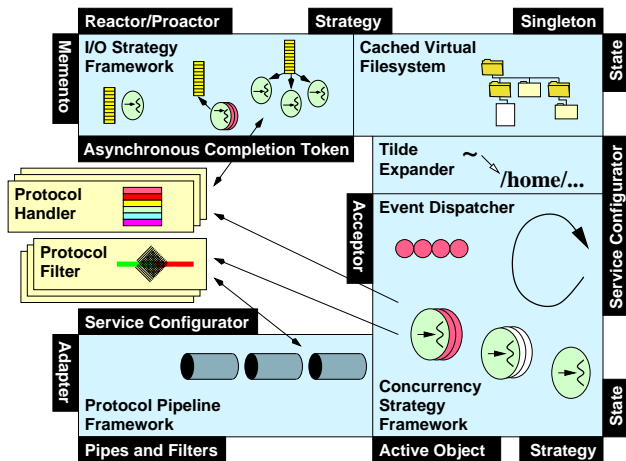 Reactor/Proactor
Strategy
Singleton
Memento
I/O Strategy
Framework
Cached Virtual
Filesystem
State
Asynchronous Completion Token
Tilde
Expander
~
/home/...
Protocol
Handler
Acceptor
Event Dispatcher
Service Configurator
Protocol
Filter
Service Configurator
Adapter
Protocol Pipeline
Framework
Concurrency
Strategy
Framework
State
Pipes and Filters
Active Object
Strategy